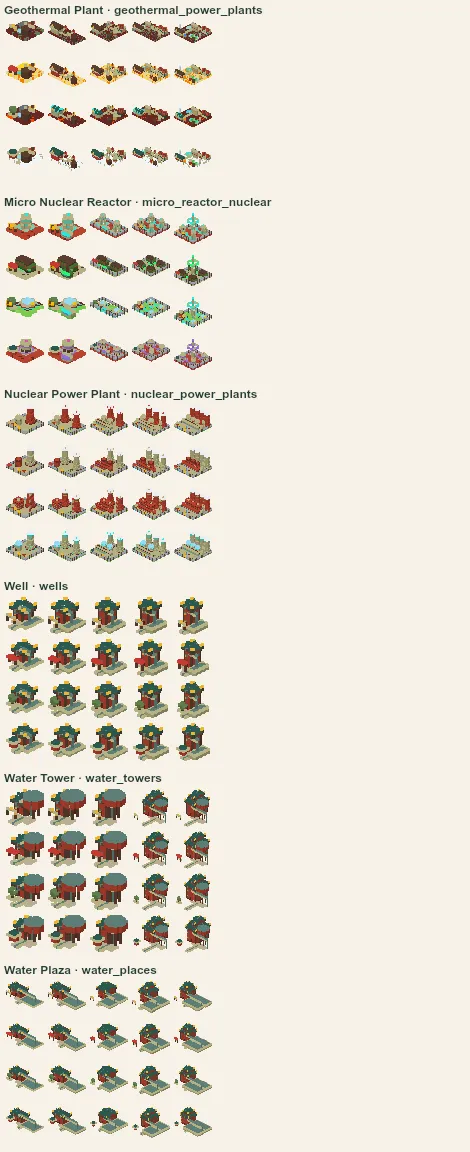 Geothermal Plant · geothermal_power_plants
Micro Nuclear Reactor · micro_reactor_nuclear
Nuclear Power Plant · nuclear_power_plants
Well · wells
Water Tower · water_towers
Water Plaza · water_places